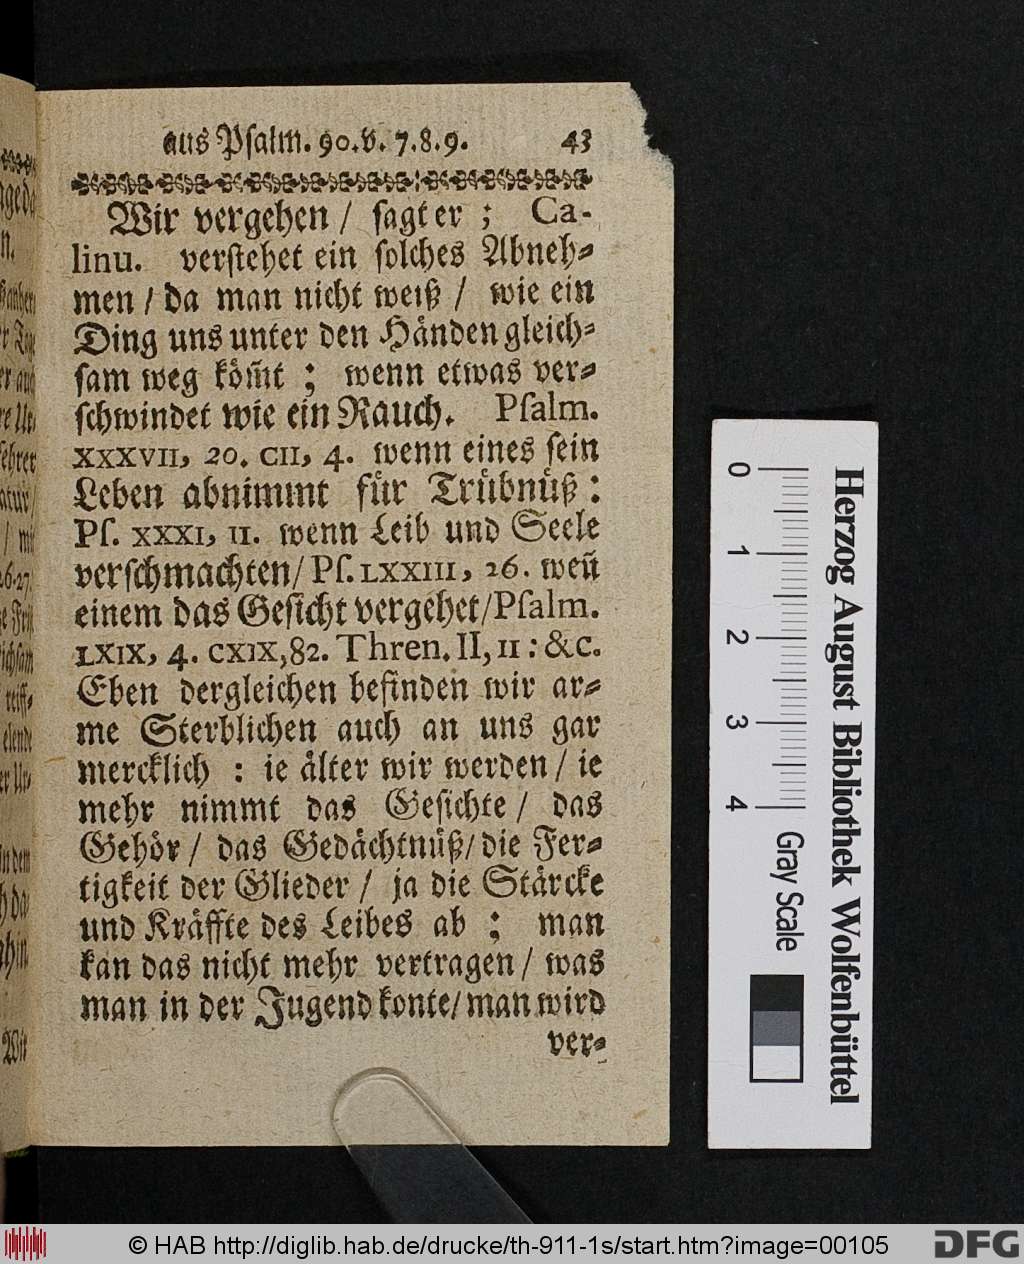 aus Psalm. 90. v. 7. 8. 9. 43
Wir vergehen / sagt er ; Ca-
linu. verstehet ein solches Abneh-
men / da man nicht weiß / wie ein
Ding uns unter den Händen gleich-
sam weg köm̃t ; wenn etwas ver-
schwindet wie ein Rauch. Psalm.
XXXVII, 20. CII, 4. wenn eines sein
Leben abnimmt für Trübnüß :
Ps. XXXI, 11. wenn Leib und Seele
verschmachten / Ps. LXXIII, 26. weñ
einem das Gesicht vergehet / Psalm.
LXIX, 4. CXIX, 82. Thren. II, 11 : &c.
Eben dergleichen befinden wir ar-
me Sterblichen auch an uns gar
mercklich : ie älter wir werden / ie
mehr nimmt das Gesichte / das
Gehör / das Gedächtnüß / die Fer-
tigkeit der Glieder / ja die Stärcke
und Kräffte des Leibes ab ; man
kan das nicht mehr vertragen / was
man in der Jugend konte / man wird
ver-
0 1 2 3 4
Gray Scale
Herzog August Bibliothek Wolfenbüttel
© HAB http://diglib.hab.de/drucke/th-911-1s/start.htm?image=00105
DFG